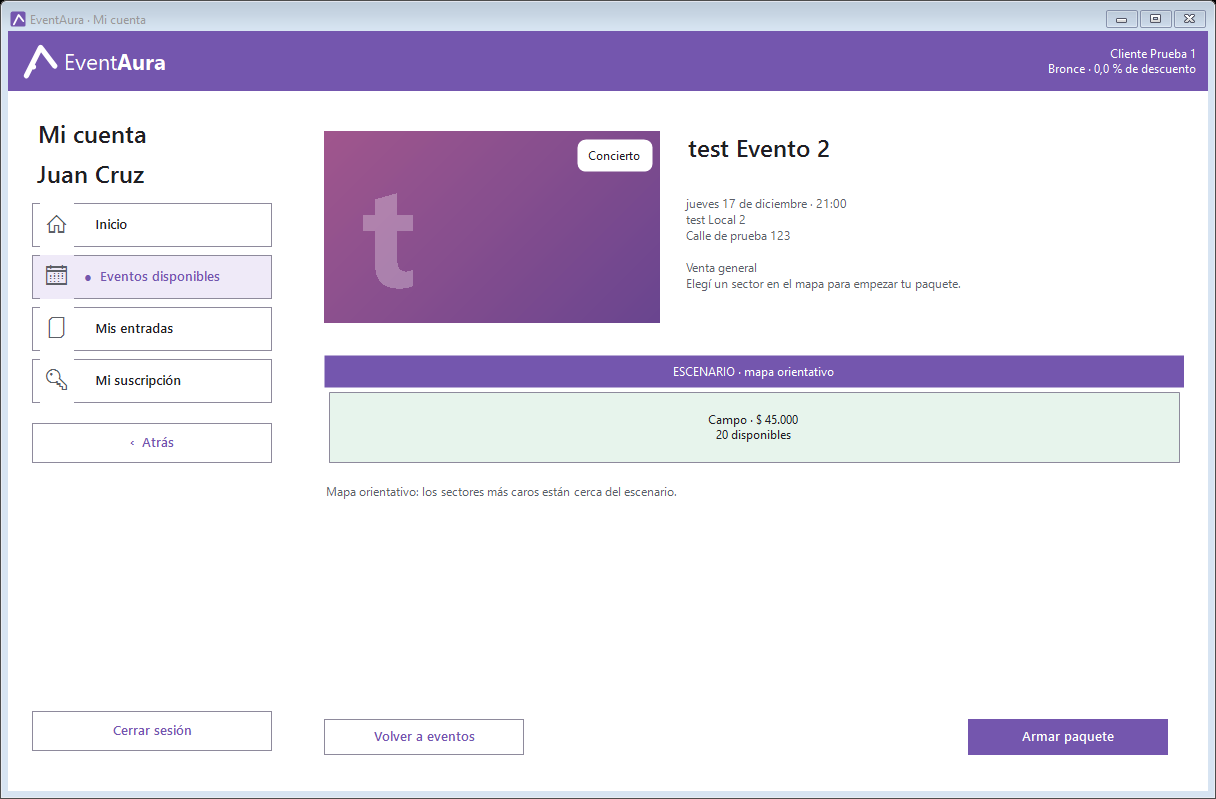 EventAura · Mi cuenta
EventAura
Cliente Prueba 1
Bronce · 0,0 % de descuento
Mi cuenta
Juan Cruz
Inicio
● Eventos disponibles
Mis entradas
Mi suscripción
‹ Atrás
Cerrar sesión
t
Concierto
test Evento 2
jueves 17 de diciembre · 21:00
test Local 2
Calle de prueba 123
Venta general
Elegí un sector en el mapa para empezar tu paquete.
ESCENARIO · mapa orientativo
Campo · $ 45.000
20 disponibles
Mapa orientativo: los sectores más caros están cerca del escenario.
Volver a eventos
Armar paquete